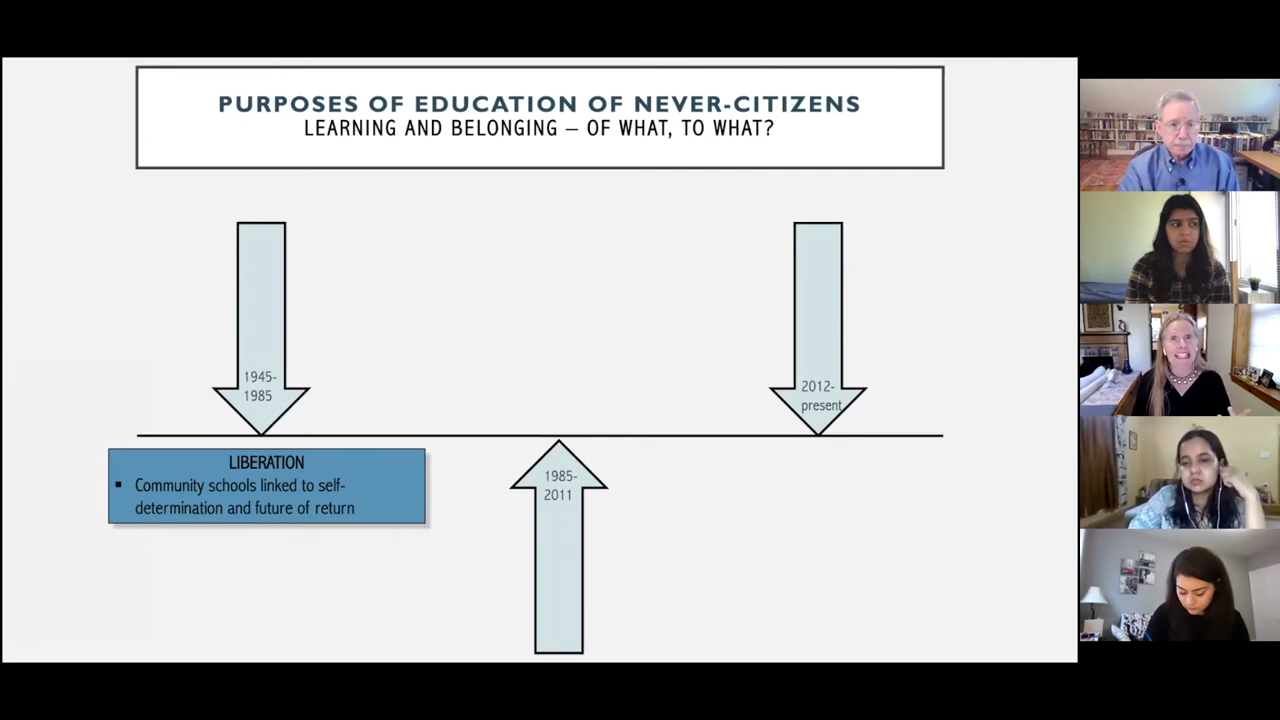 PURPOSES OF EDUCATION OF NEVER-CITIZENS
LEARNING AND BELONGING – OF WHAT, TO WHAT?
1945-
1985
2012-
present
LIBERATION
▪ Community schools linked to self-
determination and future of return
1985-
2011